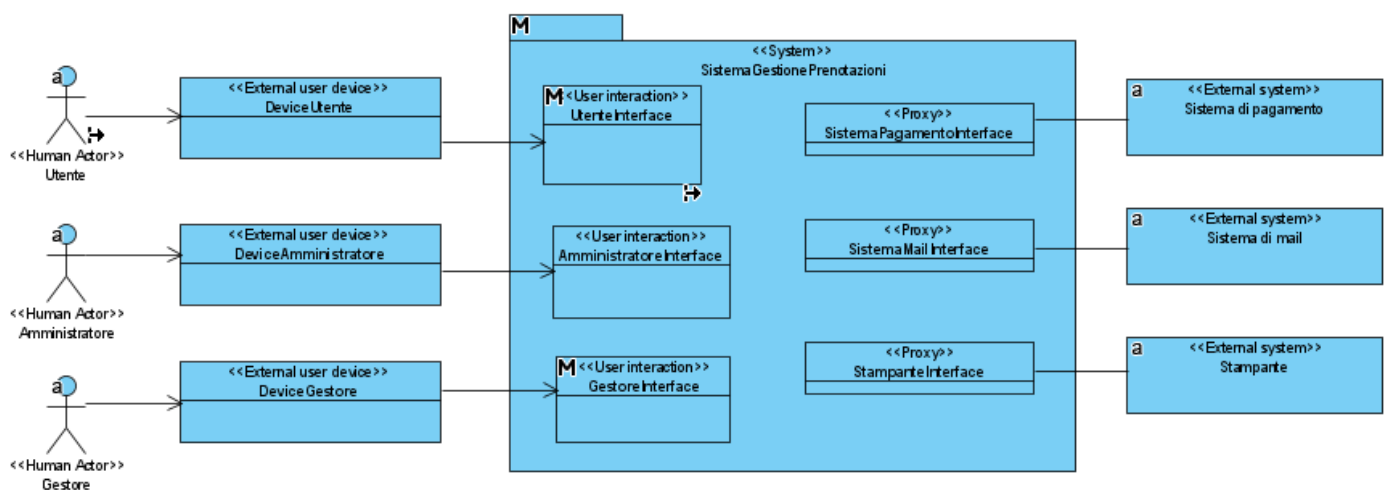 M
<<System>>
SistemaGestionePrenotazioni
a
<<Human Actor>>
Utente
<<External user device>>
DeviceUtente
M <<User interaction>>
UtenteInterface
<<Proxy>>
SistemaPagamentoInterface
a <<External system>>
Sistema di pagamento
a
<<Human Actor>>
Amministratore
<<External user device>>
DeviceAmministratore
<<User interaction>>
AmministratoreInterface
<<Proxy>>
SistemaMailInterface
a <<External system>>
Sistema di mail
a
<<Human Actor>>
Gestore
<<External user device>>
DeviceGestore
M <<User interaction>>
GestoreInterface
<<Proxy>>
StampanteInterface
a <<External system>>
Stampante